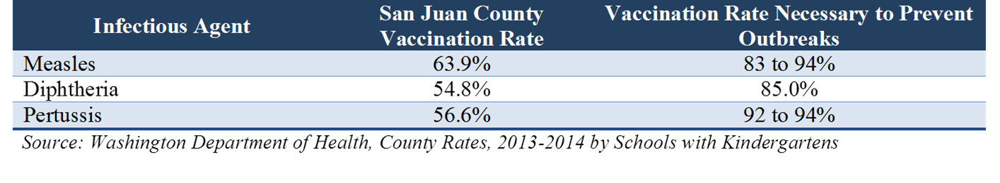 Infectious Agent San Juan County Vaccination Rate Vaccination Rate Necessary to Prevent Outbreaks
Measles 63.9% 83 to 94%
Diphtheria 54.8% 85.0%
Pertussis 56.6% 92 to 94%
Source: Washington Department of Health, County Rates, 2013-2014 by Schools with Kindergartens